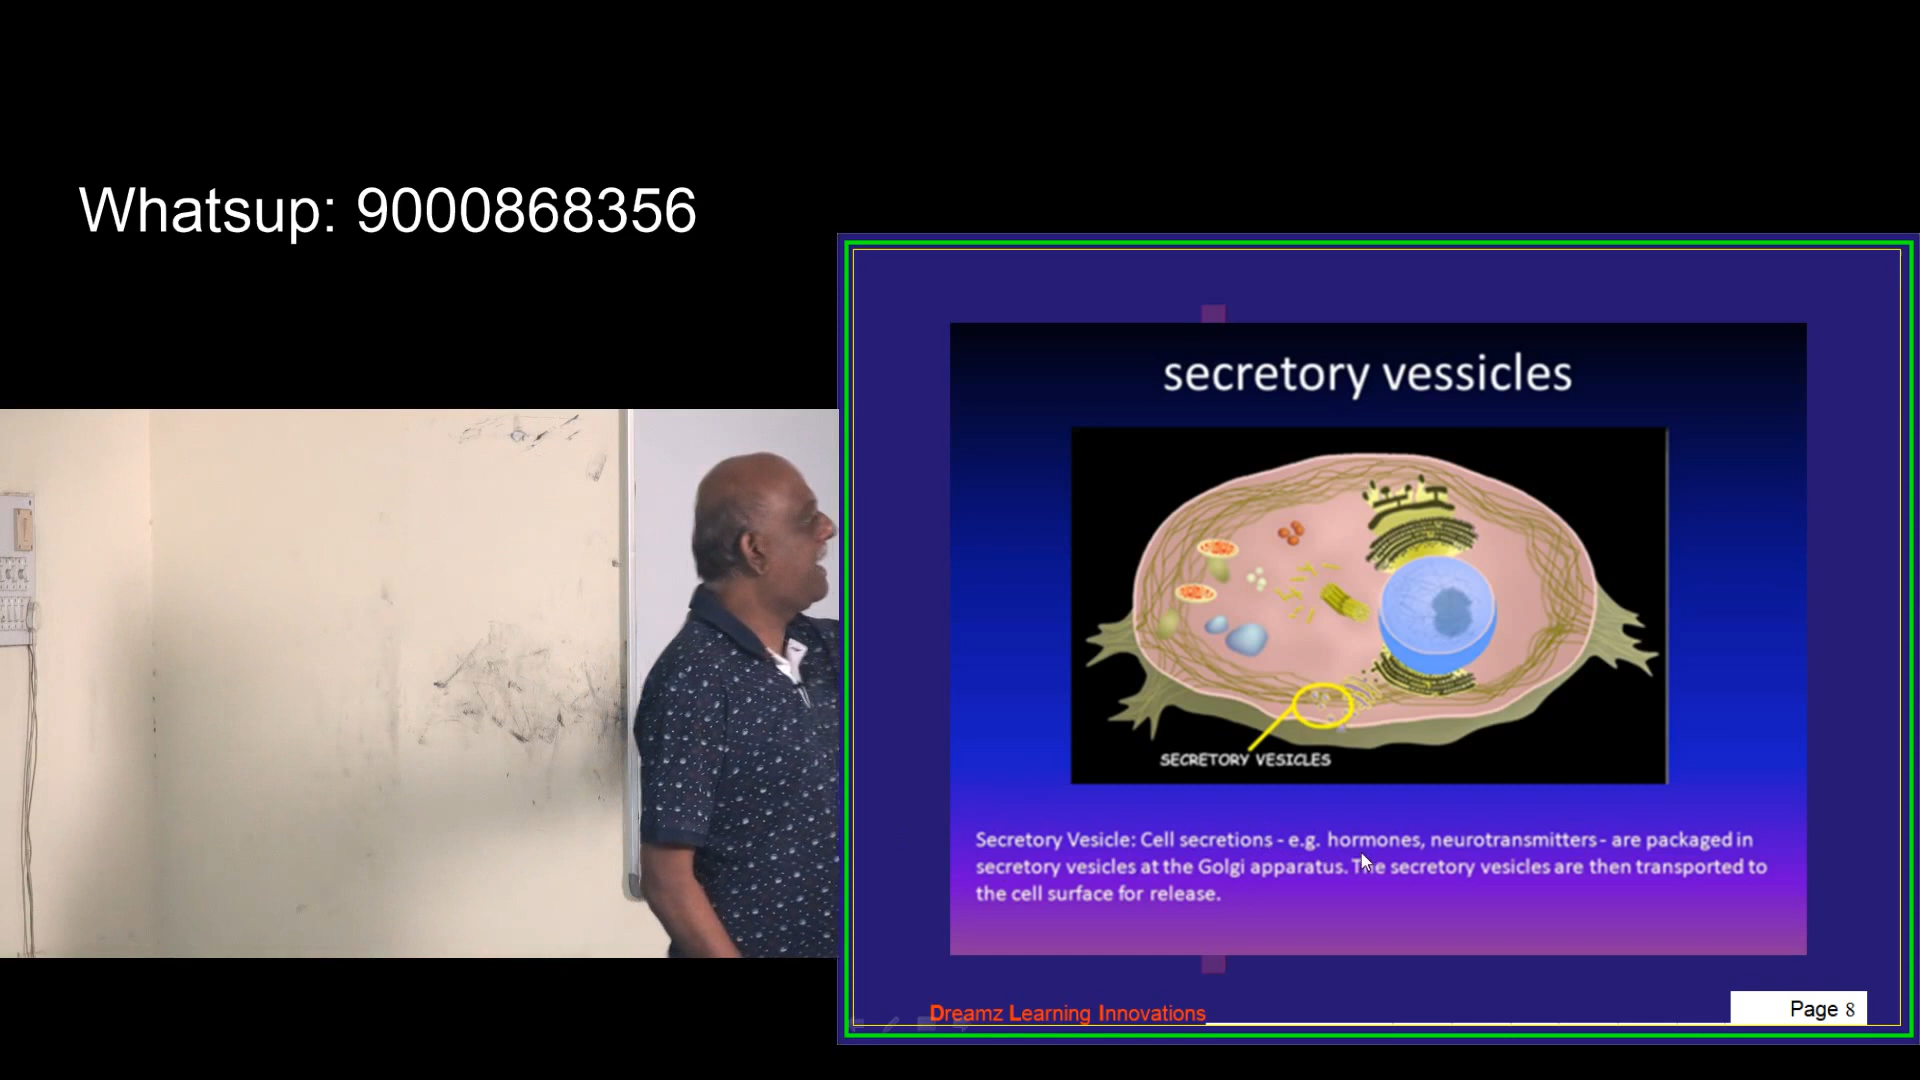 Whatsup: 9000868356
secretory vessicles
SECRETORY VESICLES
Secretory Vesicle: Cell secretions - e.g. hormones, neurotransmitters - are packaged in
secretory vesicles at the Golgi apparatus. The secretory vesicles are then transported to
the cell surface for release.
Dreamz Learning Innovations
Page 8